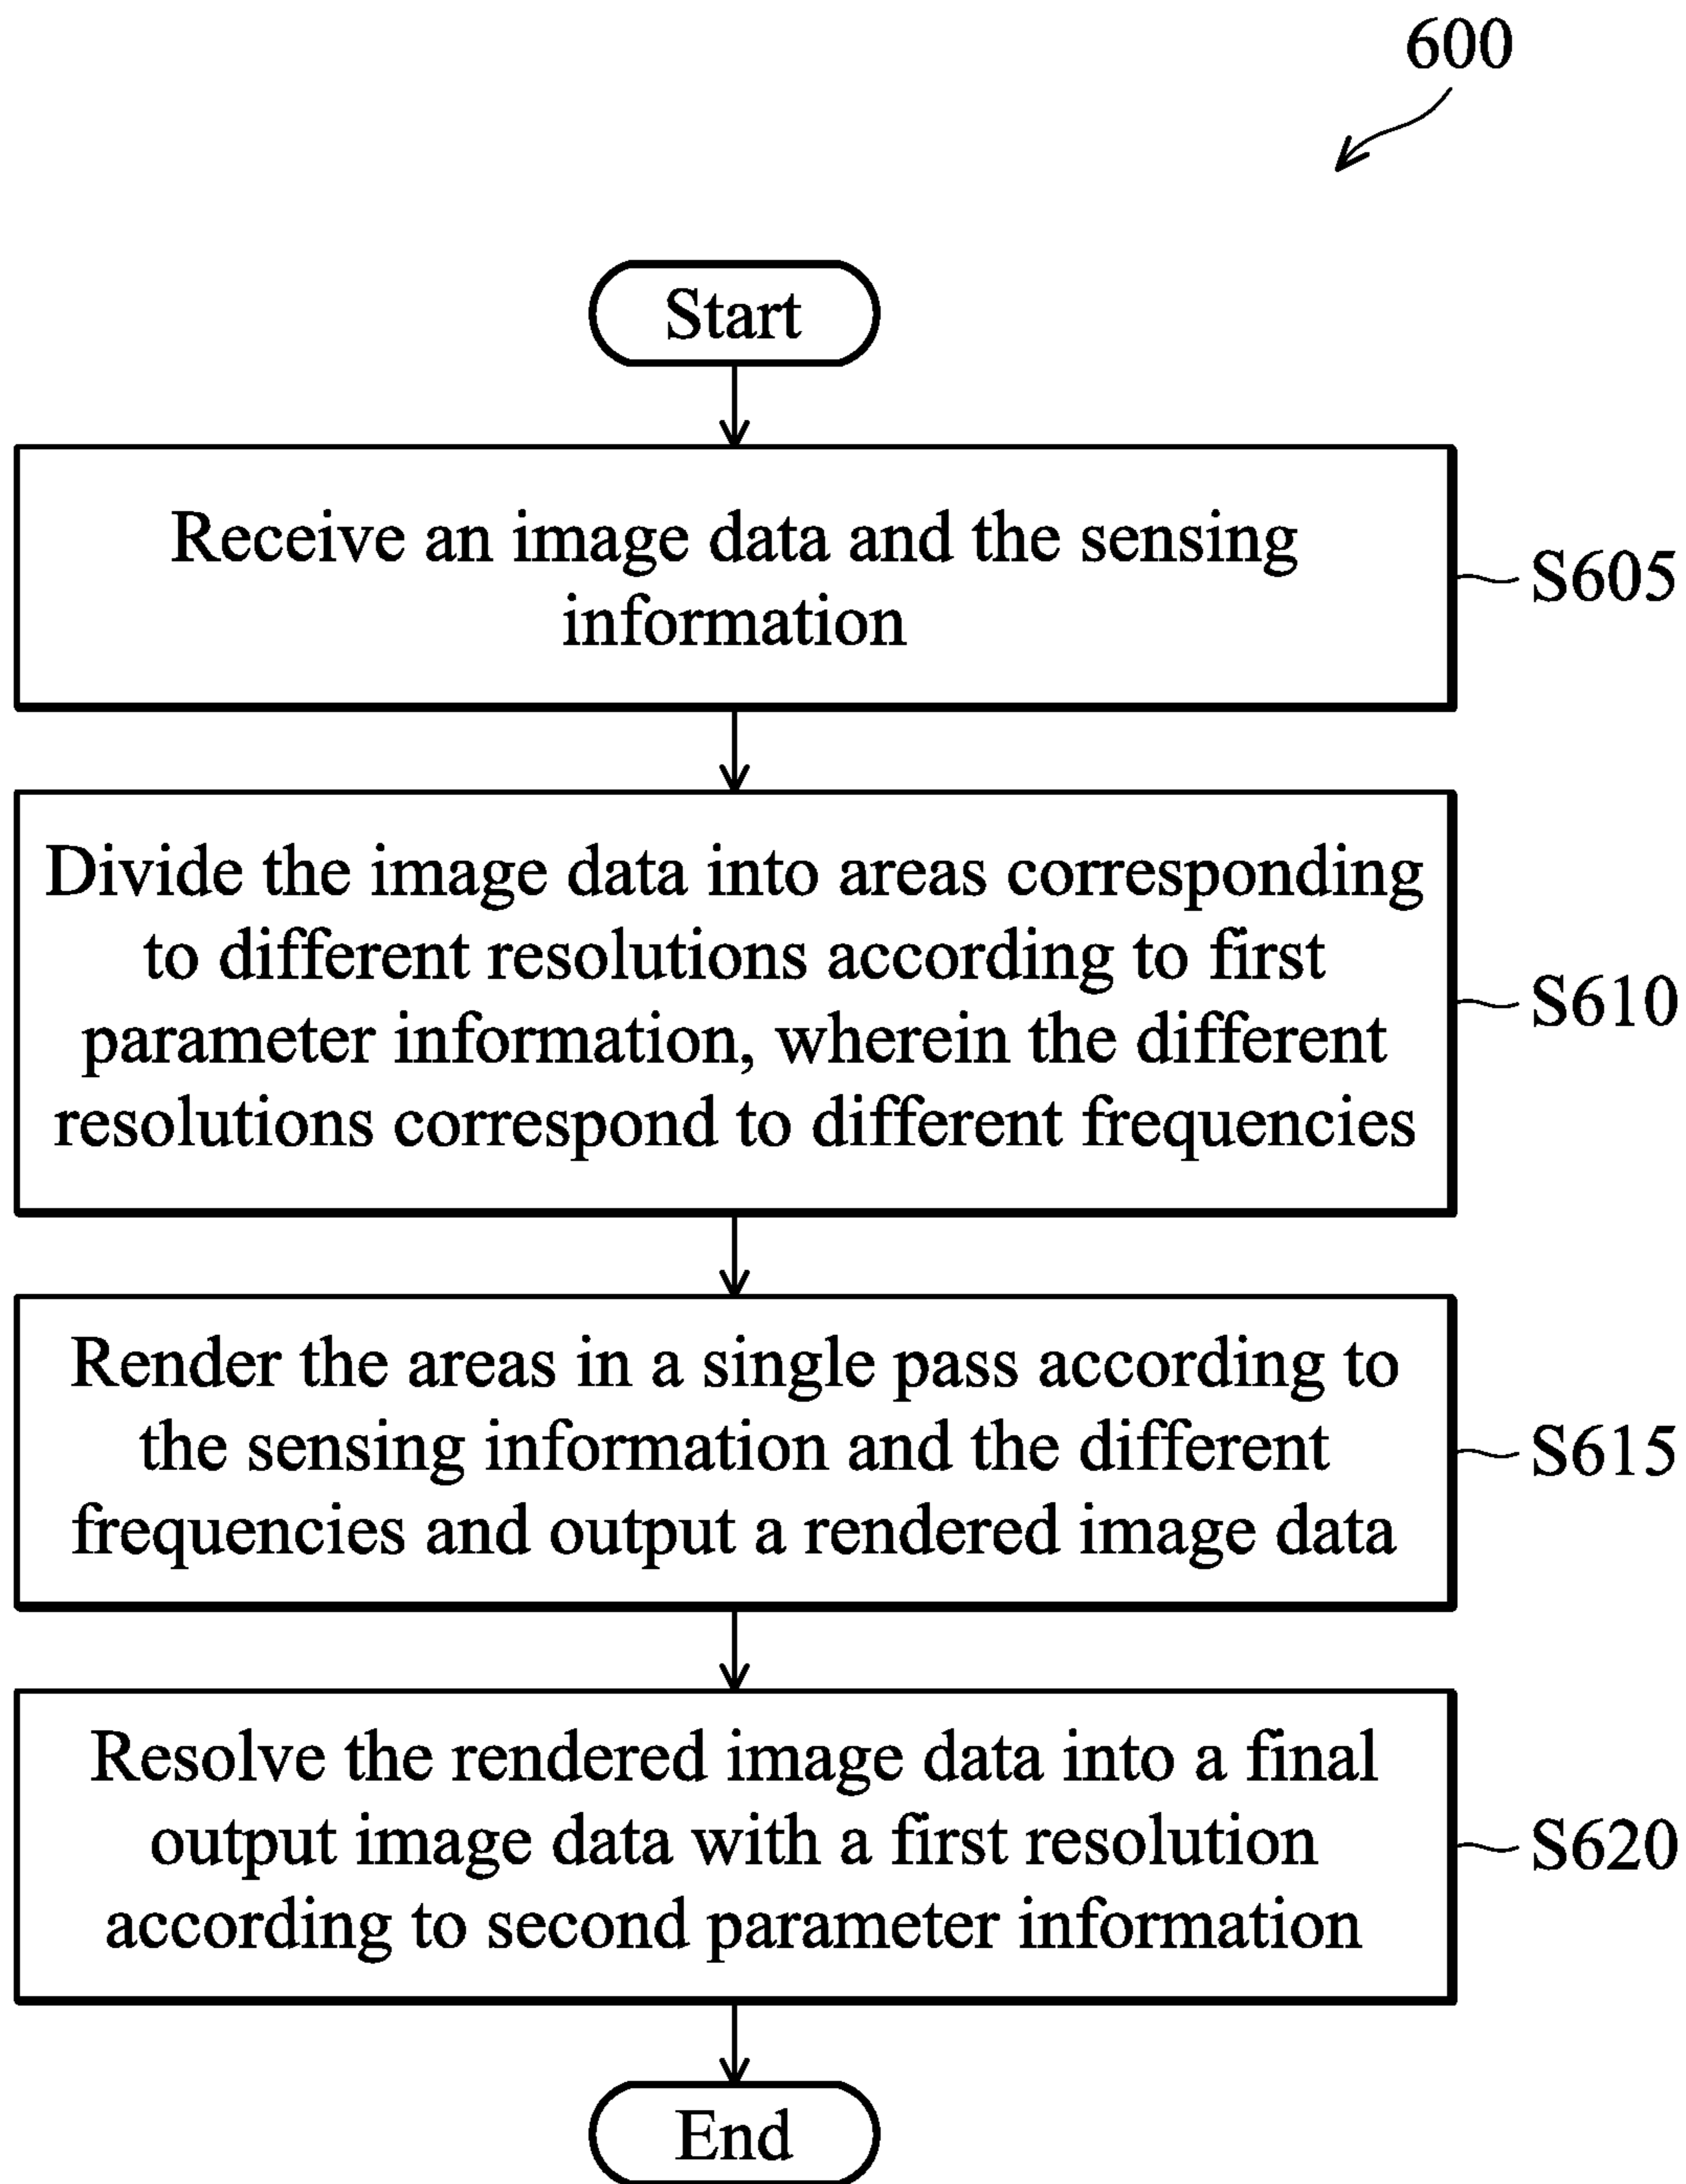 600
Start
Receive an image data and the sensing
information
S605
Divide the image data into areas corresponding
to different resolutions according to first
parameter information, wherein the different
resolutions correspond to different frequencies
S610
Render the areas in a single pass according to
the sensing information and the different
frequencies and output a rendered image data
S615
Resolve the rendered image data into a final
output image data with a first resolution
according to second parameter information
S620
End